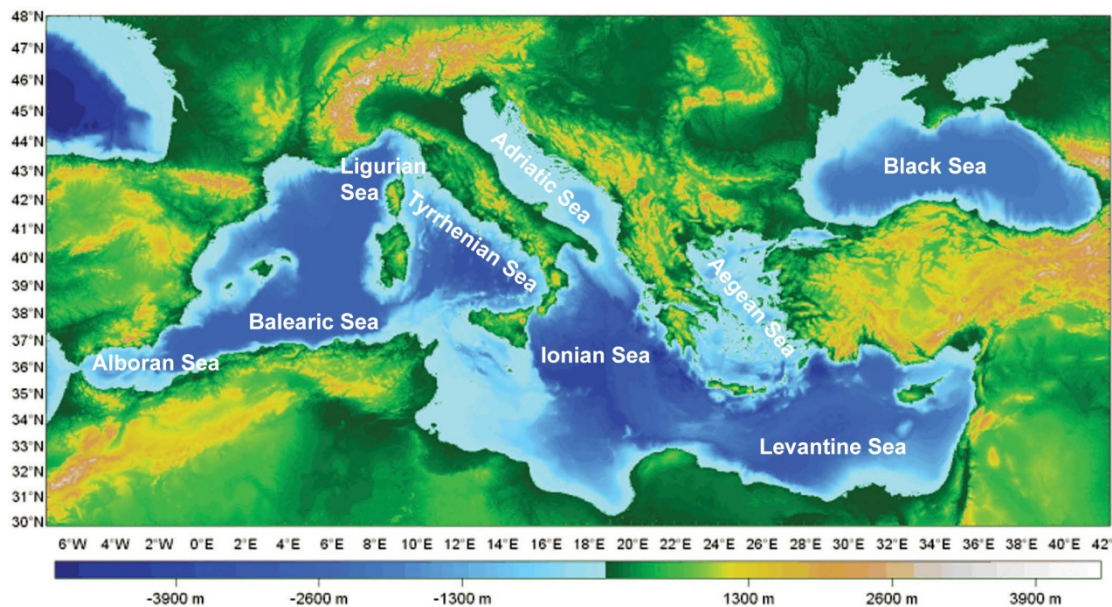 48°N
47°N
46°N
45°N
44°N
43°N
42°N
41°N
40°N
39°N
38°N
37°N
36°N
35°N
34°N
33°N
32°N
31°N
30°N
Ligurian
Sea
Adriatic Sea
Black Sea
Tyrrhenian Sea
Aegean Sea
Balearic Sea
Ionian Sea
Alboran Sea
Levantine Sea
6°W 4°W 2°W 0°E 2°E 4°E 6°E 8°E 10°E 12°E 14°E 16°E 18°E 20°E 22°E 24°E 26°E 28°E 30°E 32°E 34°E 36°E 38°E 40°E 42°E
-3900 m -2600 m -1300 m 1300 m 2600 m 3900 m